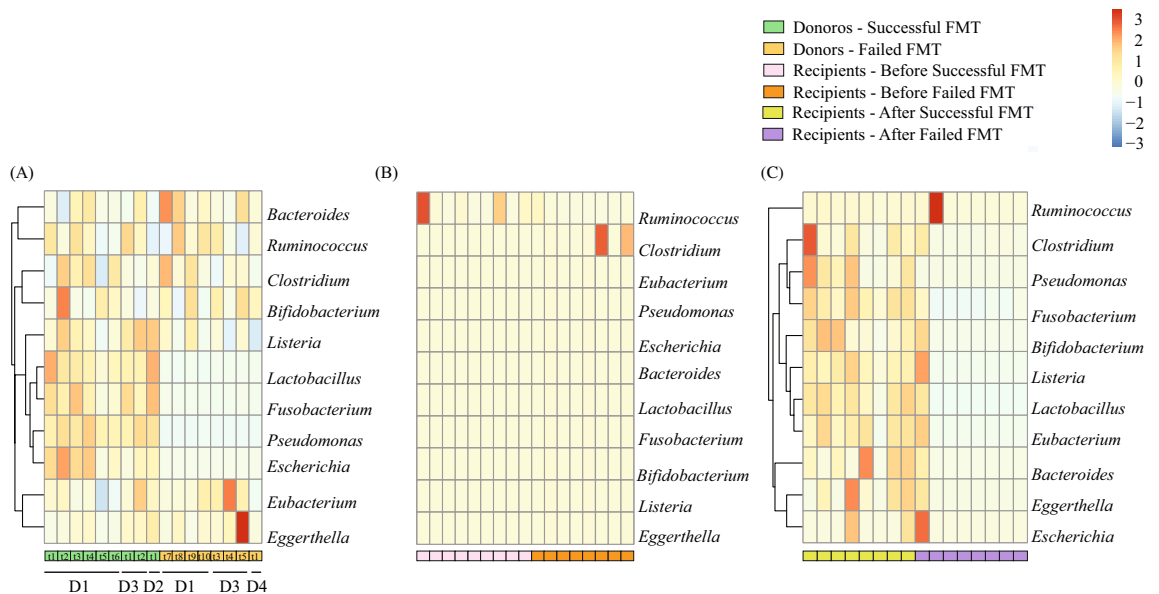 Donoros - Successful FMT
Donors - Failed FMT
Recipients - Before Successful FMT
Recipients - Before Failed FMT
Recipients - After Successful FMT
Recipients - After Failed FMT
3
2
1
0
−1
−2
−3
(A)
Bacteroides
Ruminococcus
Clostridium
Bifidobacterium
Listeria
Lactobacillus
Fusobacterium
Pseudomonas
Escherichia
Eubacterium
Eggerthella
t1 t2 t3 t4 t5 t6 t1 t2 t1 t7 t8 t9 t10 t3 t4 t5 t1
D1 D3 D2 D1 D3 D4
(B)
Ruminococcus
Clostridium
Eubacterium
Pseudomonas
Escherichia
Bacteroides
Lactobacillus
Fusobacterium
Bifidobacterium
Listeria
Eggerthella
(C)
Ruminococcus
Clostridium
Pseudomonas
Fusobacterium
Bifidobacterium
Listeria
Lactobacillus
Eubacterium
Bacteroides
Eggerthella
Escherichia